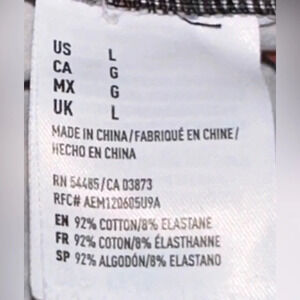 US L
CA G
MX G
UK L
MADE IN CHINA/FABRIQUÉ EN CHINE/
HECHO EN CHINA
RN 54485/CA 03873
RFC# AEM120605U9A
EN 92% COTTON/8% ELASTANE
FR 92% COTON/8% ÉLASTHANNE
SP 92% ALGODÓN/8% ELASTANO